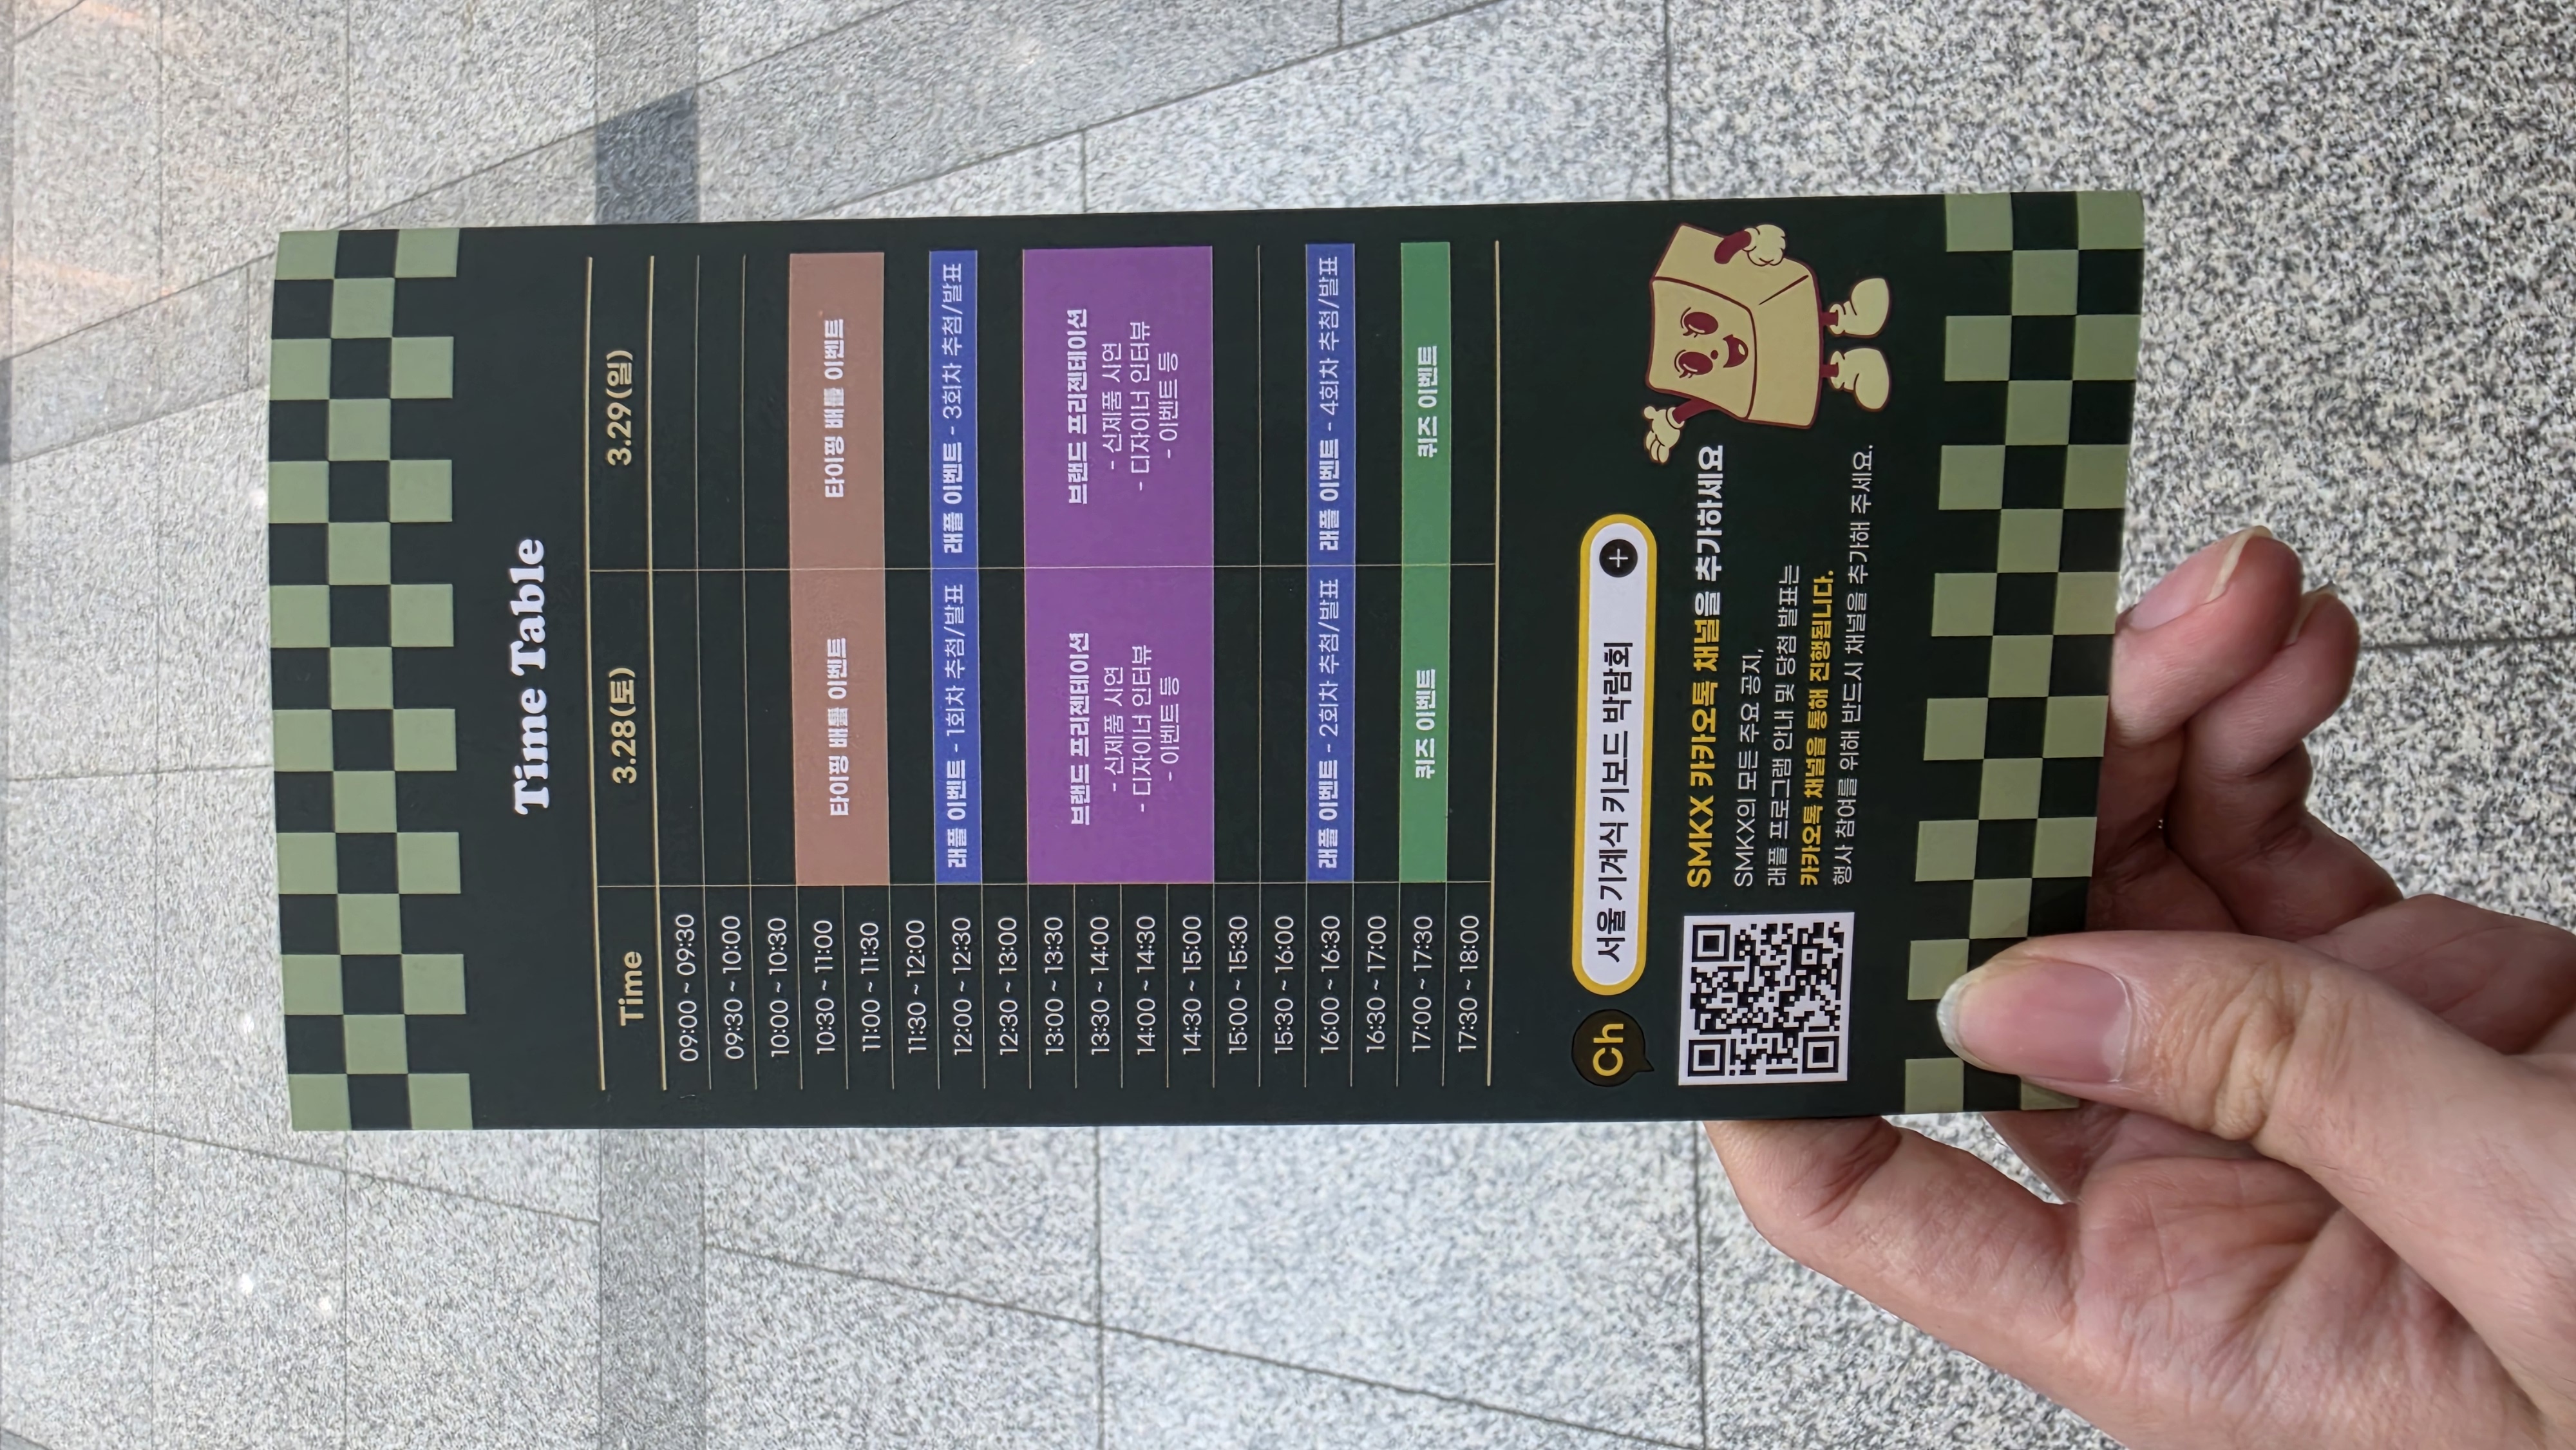 Time Table
Time 3.28(토) 3.29(일)
09:00 ~ 09:30
09:30 ~ 10:00
10:00 ~ 10:30
10:30 ~ 11:00
타이핑 배틀 이벤트 타이핑 배틀 이벤트
11:00 ~ 11:30
11:30 ~ 12:00
12:00 ~ 12:30 래플 이벤트 - 1회차 추첨/발표 래플 이벤트 - 3회차 추첨/발표
12:30 ~ 13:00
13:00 ~ 13:30 브랜드 프리젠테이션 브랜드 프리젠테이션
13:30 ~ 14:00 - 신제품 시연 - 신제품 시연
14:00 ~ 14:30 - 디자이너 인터뷰 - 디자이너 인터뷰
14:30 ~ 15:00 - 이벤트 등 - 이벤트 등
15:00 ~ 15:30
15:30 ~ 16:00
16:00 ~ 16:30 래플 이벤트 - 2회차 추첨/발표 래플 이벤트 - 4회차 추첨/발표
16:30 ~ 17:00
17:00 ~ 17:30 퀴즈 이벤트 퀴즈 이벤트
17:30 ~ 18:00
Ch 서울 기계식 키보드 박람회 +
SMKX 카카오톡 채널을 추가하세요
SMKX의 모든 주요 공지,
래플 프로그램 안내 및 당첨 발표는
카카오톡 채널을 통해 진행됩니다.
행사 참여를 위해 반드시 채널을 추가해 주세요.